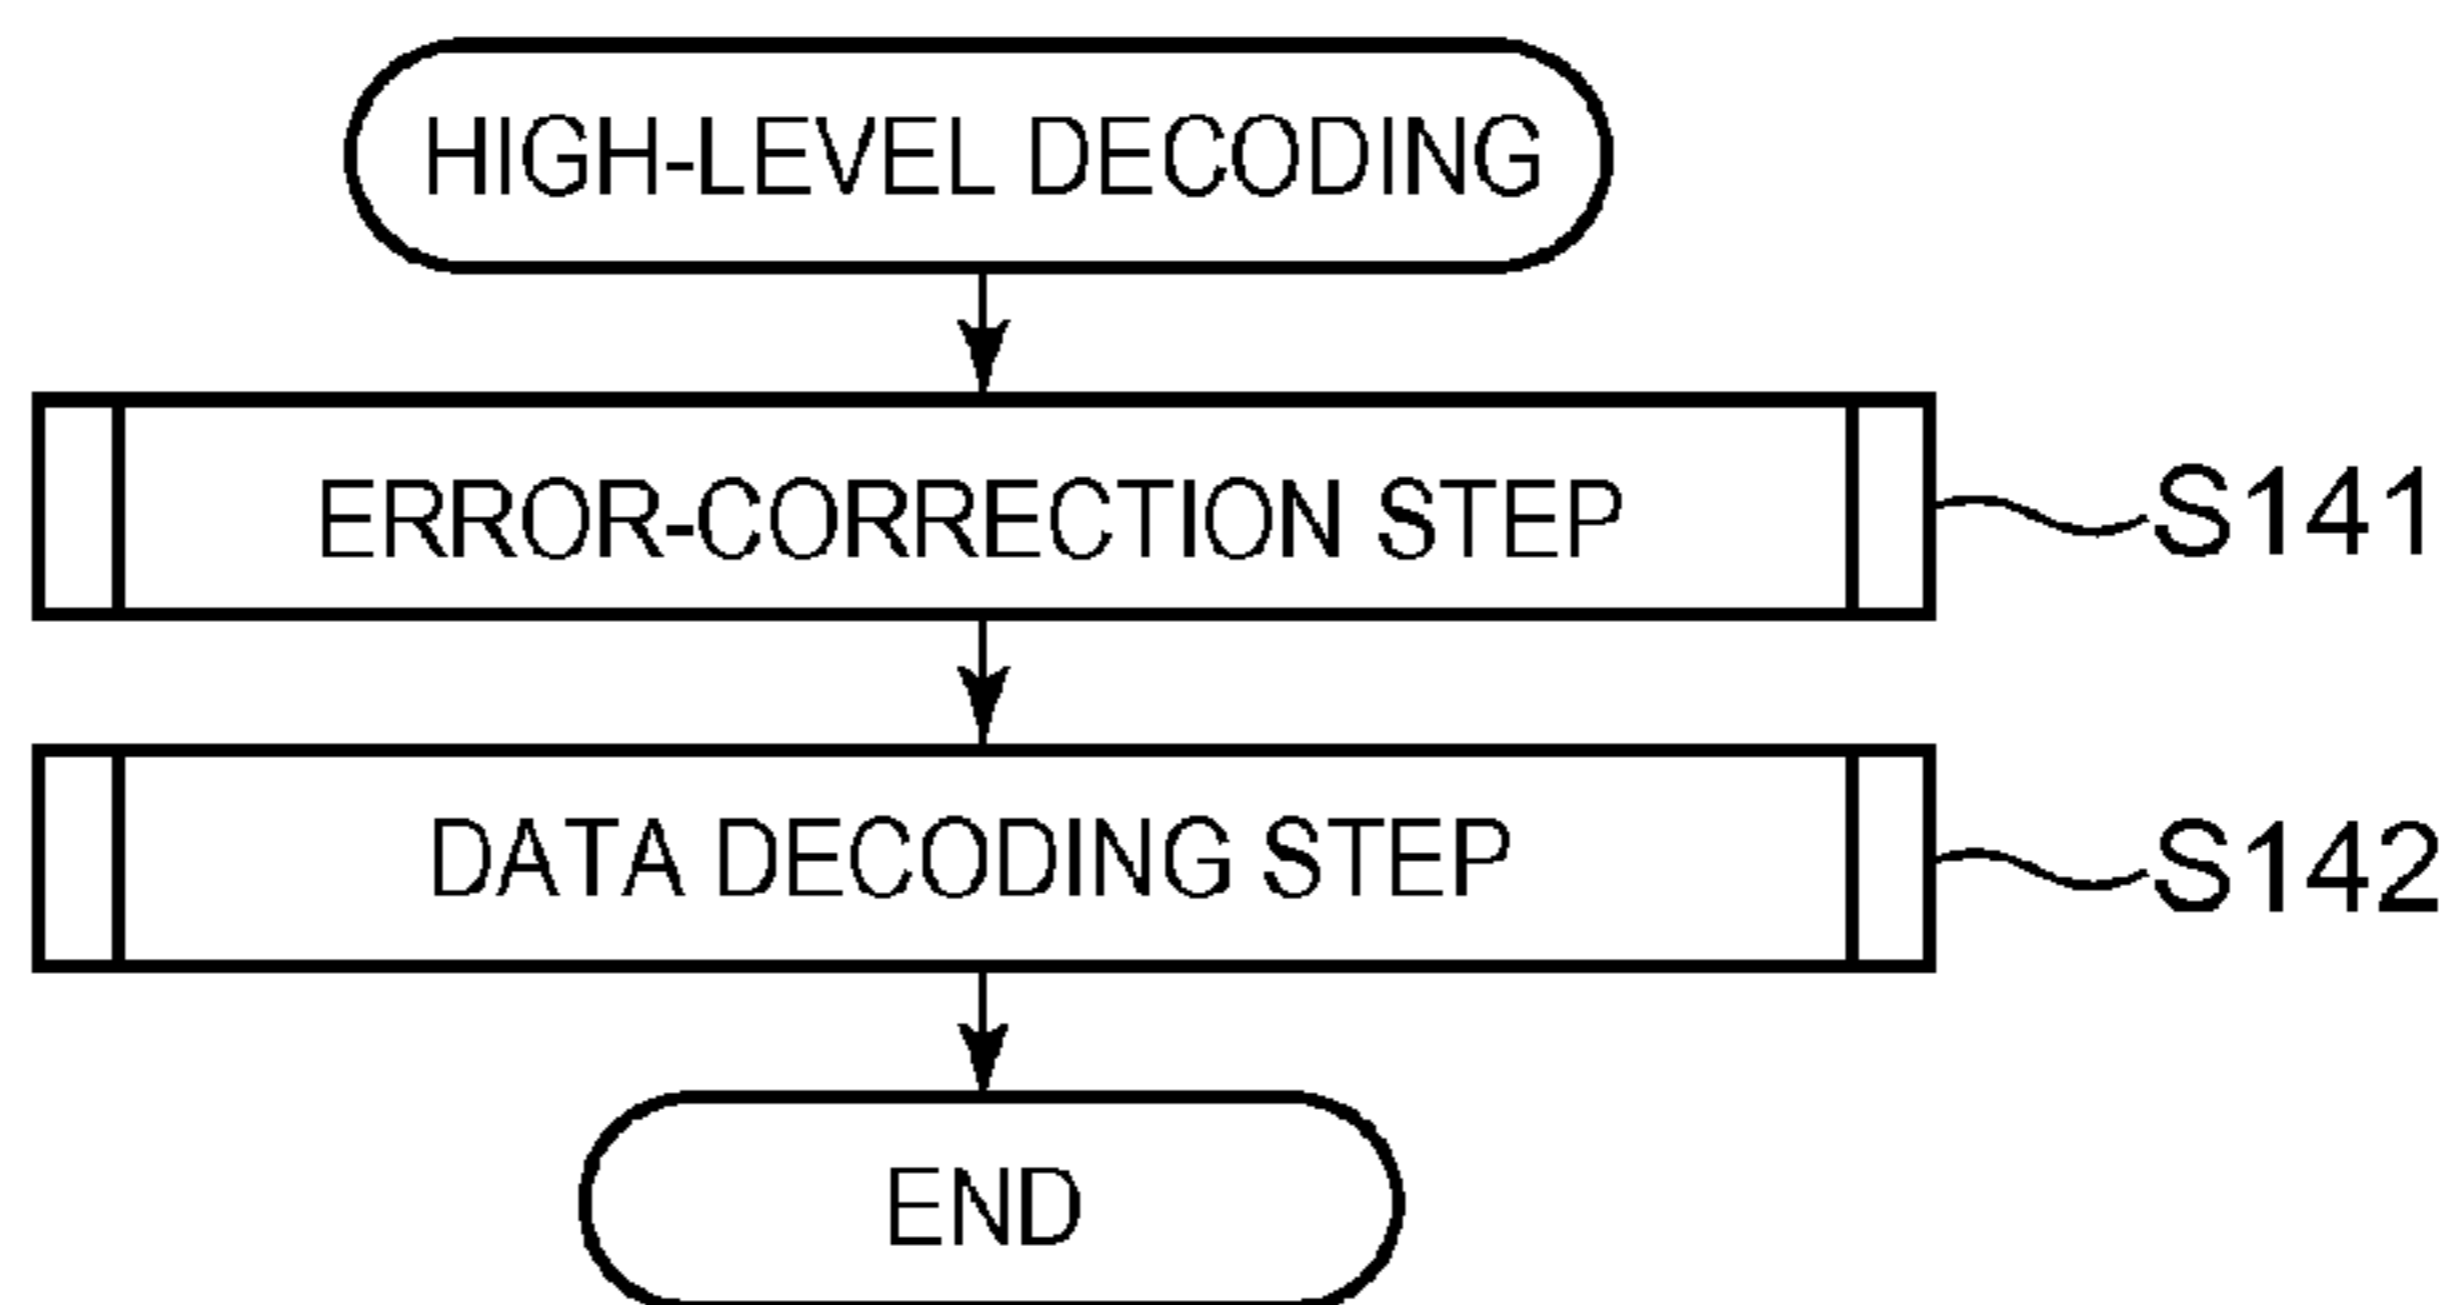 HIGH-LEVEL DECODING
ERROR-CORRECTION STEP
S141
DATA DECODING STEP
S142
END